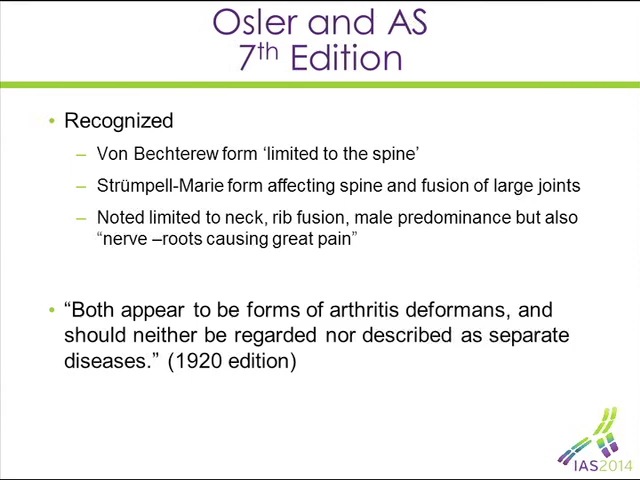 Osler and AS
7th Edition
• Recognized
– Von Bechterew form ‘limited to the spine’
– Strümpell-Marie form affecting spine and fusion of large joints
– Noted limited to neck, rib fusion, male predominance but also
“nerve –roots causing great pain”
• “Both appear to be forms of arthritis deformans, and
should neither be regarded nor described as separate
diseases.” (1920 edition)
IAS2014